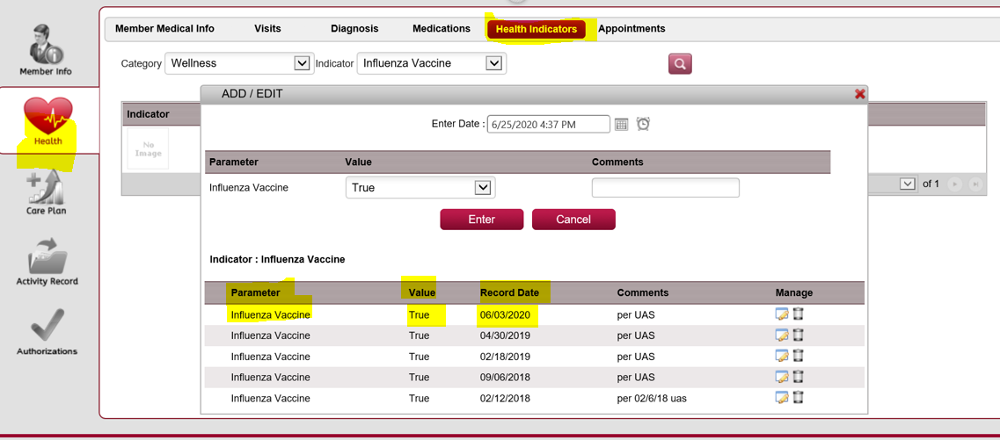 Member Medical Info Visits Diagnosis Medications Health Indicators Appointments
Member Info
Category Wellness Indicator Influenza Vaccine
ADD / EDIT
Enter Date : 6/25/2020 4:37 PM
Indicator
Health
No
Image
Parameter Value Comments
Influenza Vaccine True
of 1
Care Plan
Enter Cancel
Indicator : Influenza Vaccine
Activity Record
Parameter Value Record Date Comments Manage
Influenza Vaccine True 06/03/2020 per UAS
Influenza Vaccine True 04/30/2019 per UAS
Authorizations
Influenza Vaccine True 02/18/2019 per UAS
Influenza Vaccine True 09/06/2018 per UAS
Influenza Vaccine True 02/12/2018 per 02/6/18 uas